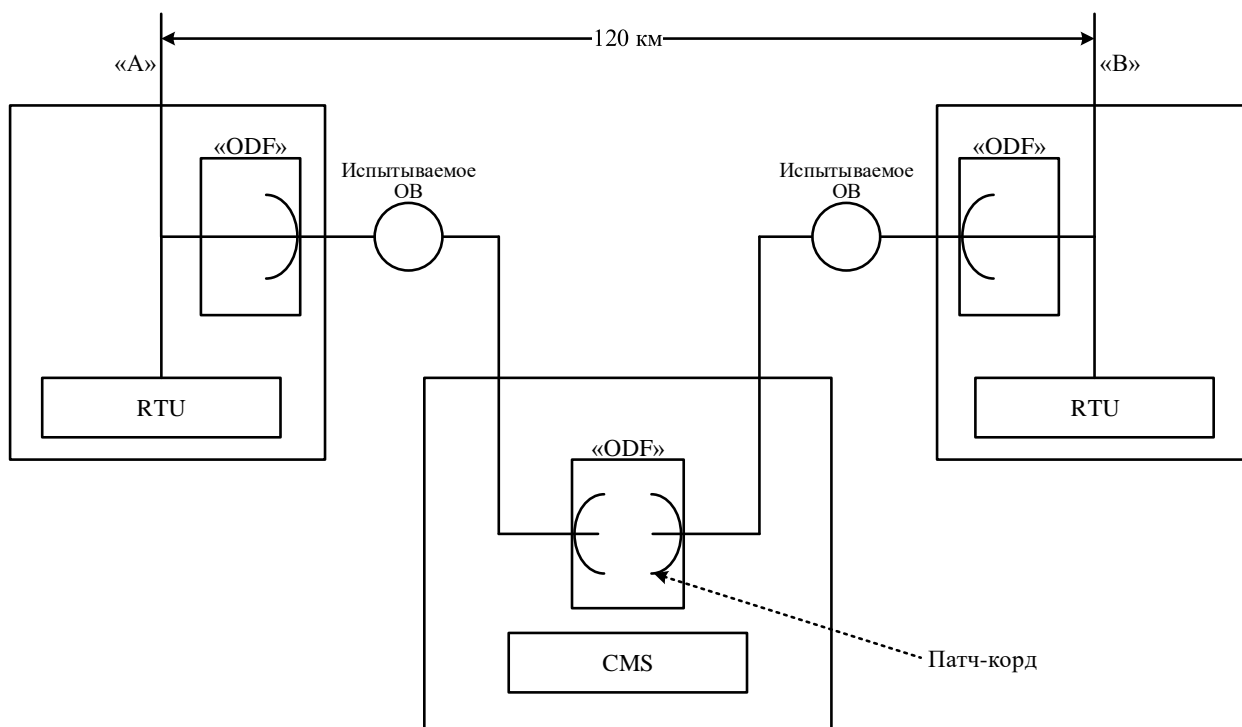 120 км
«А»
«В»
«ODF»
«ODF»
Испытываемое
ОВ
Испытываемое
ОВ
RTU
RTU
«ODF»
CMS
Патч-корд